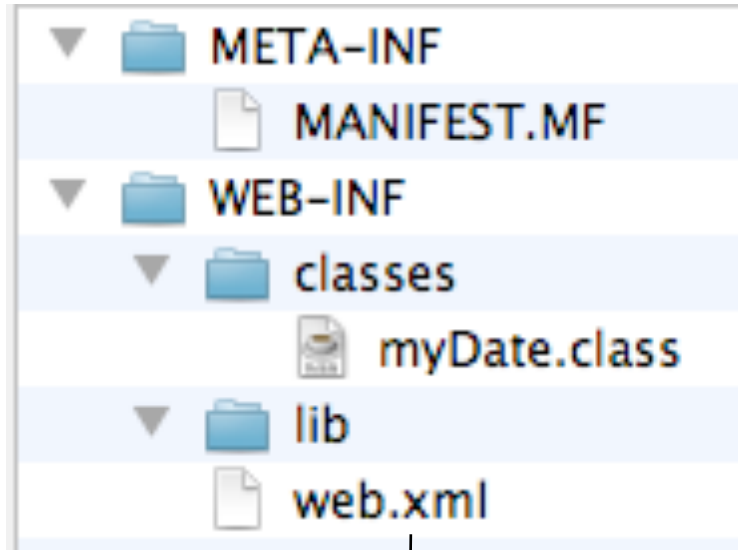 META-INF
MANIFEST.MF
WEB-INF
classes
myDate.class
lib
web.xml